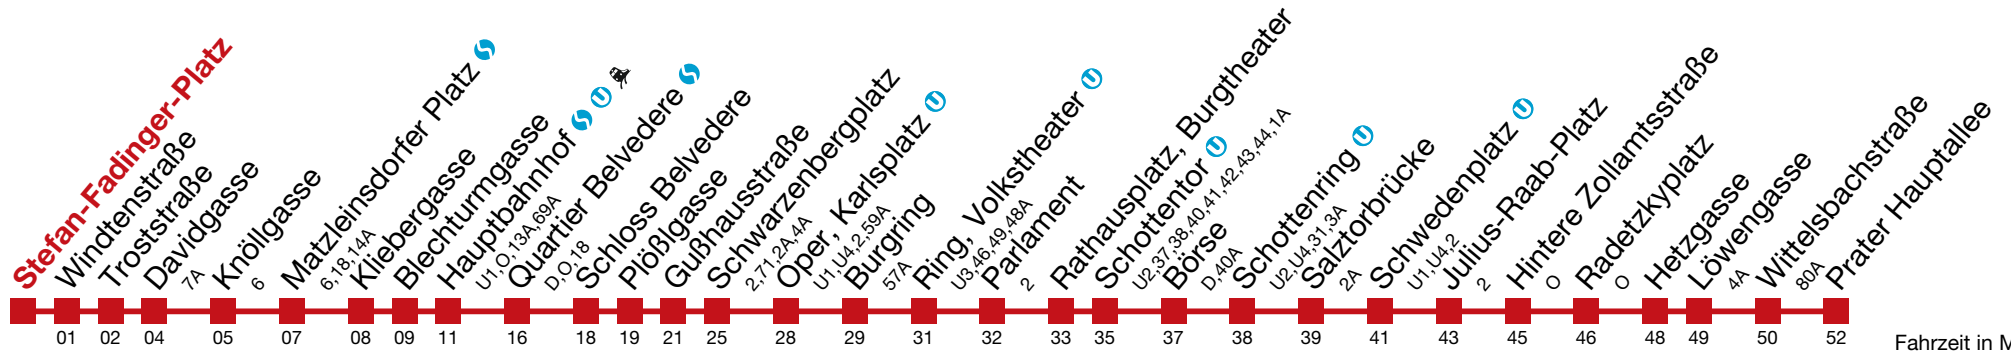 Stefan-Fadinger-Platz
Windtenstraße
Troststraße
Davidgasse
7A
Knöllgasse
6
Matzleinsdorfer Platz S
6,18,14A
Kliebergasse
Blechturmgasse
Hauptbahnhof S U
U1,O,13A,69A
Quartier Belvedere S
D,O,18
Schloss Belvedere
Plößlgasse
Gußhausstraße
Schwarzenbergplatz
2,71,2A,4A
Oper, Karlsplatz U
U1,U4,2,59A
Burgring
57A
Ring, Volkstheater U
U3,46,49,48A
Parlament
2
Rathausplatz, Burgtheater
Schottentor U
U2,37,38,40,41,42,43,44,1A
Börse
D,40A
Schottenring U
U2,U4,31,3A
Salztorbrücke
2A
Schwedenplatz U
U1,U4,2
Julius-Raab-Platz
2
Hintere Zollamtsstraße
O
Radetzkyplatz
O
Hetzgasse
Löwengasse
4A
Wittelsbachstraße
80A
Prater Hauptallee
01 02 04 05 07 08 09 11 16 18 19 21 25 28 29 31 32 33 35 37 38 39 41 43 45 46 48 49 50 52 Fahrzeit in M